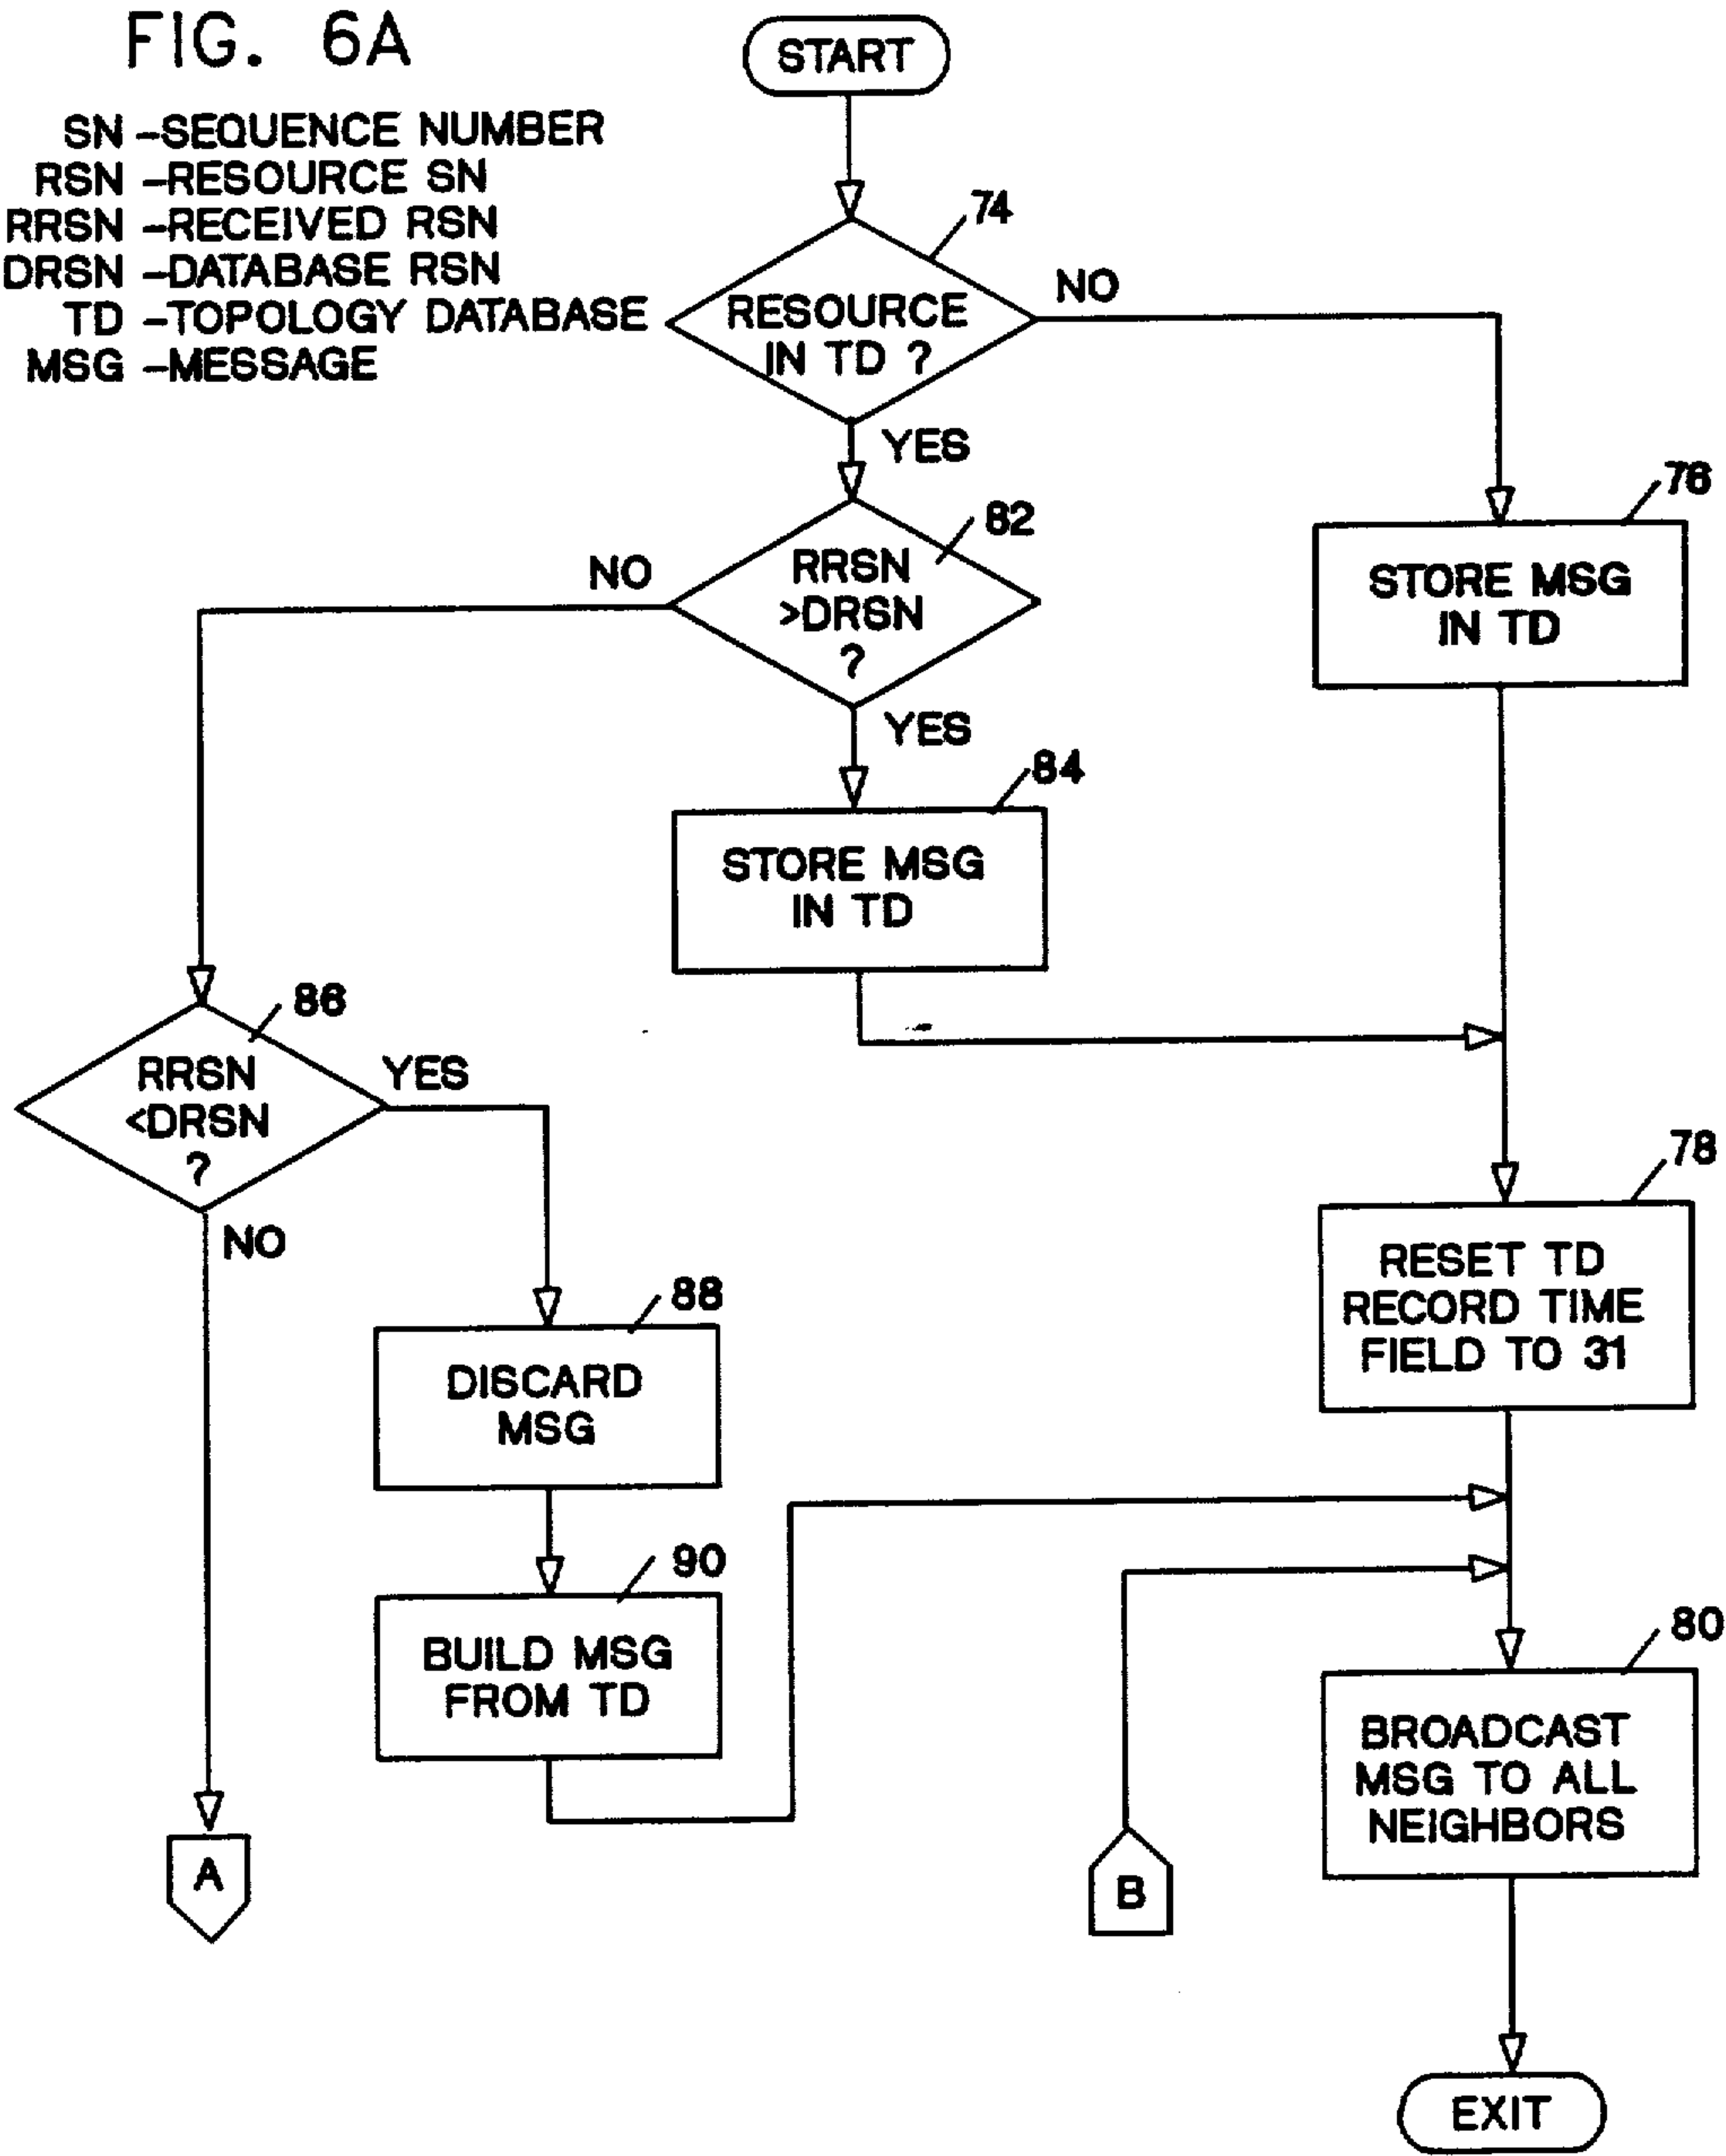 FIG. 6A
SN -SEQUENCE NUMBER
RSN -RESOURCE SN
RRSN -RECEIVED RSN
DRSN -DATABASE RSN
TD -TOPOLOGY DATABASE
MSG -MESSAGE
START
74
RESOURCE
IN TD ?
NO
YES
82
RRSN
>DRSN
?
NO
YES
76
STORE MSG
IN TD
84
STORE MSG
IN TD
86
RRSN
<DRSN
?
YES
NO
78
RESET TD
RECORD TIME
FIELD TO 31
88
DISCARD
MSG
90
BUILD MSG
FROM TD
80
BROADCAST
MSG TO ALL
NEIGHBORS
A
B
EXIT